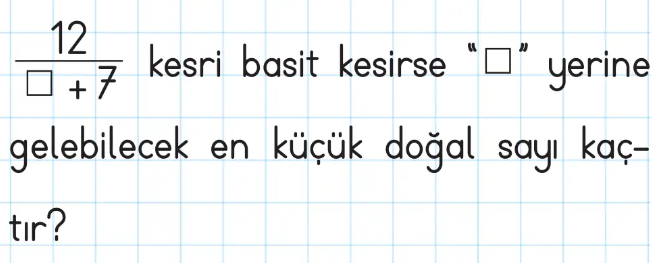 12
□ + 7 kesri basit kesirse “□” yerine
gelebilecek en küçük doğal sayı kaç-
tır?